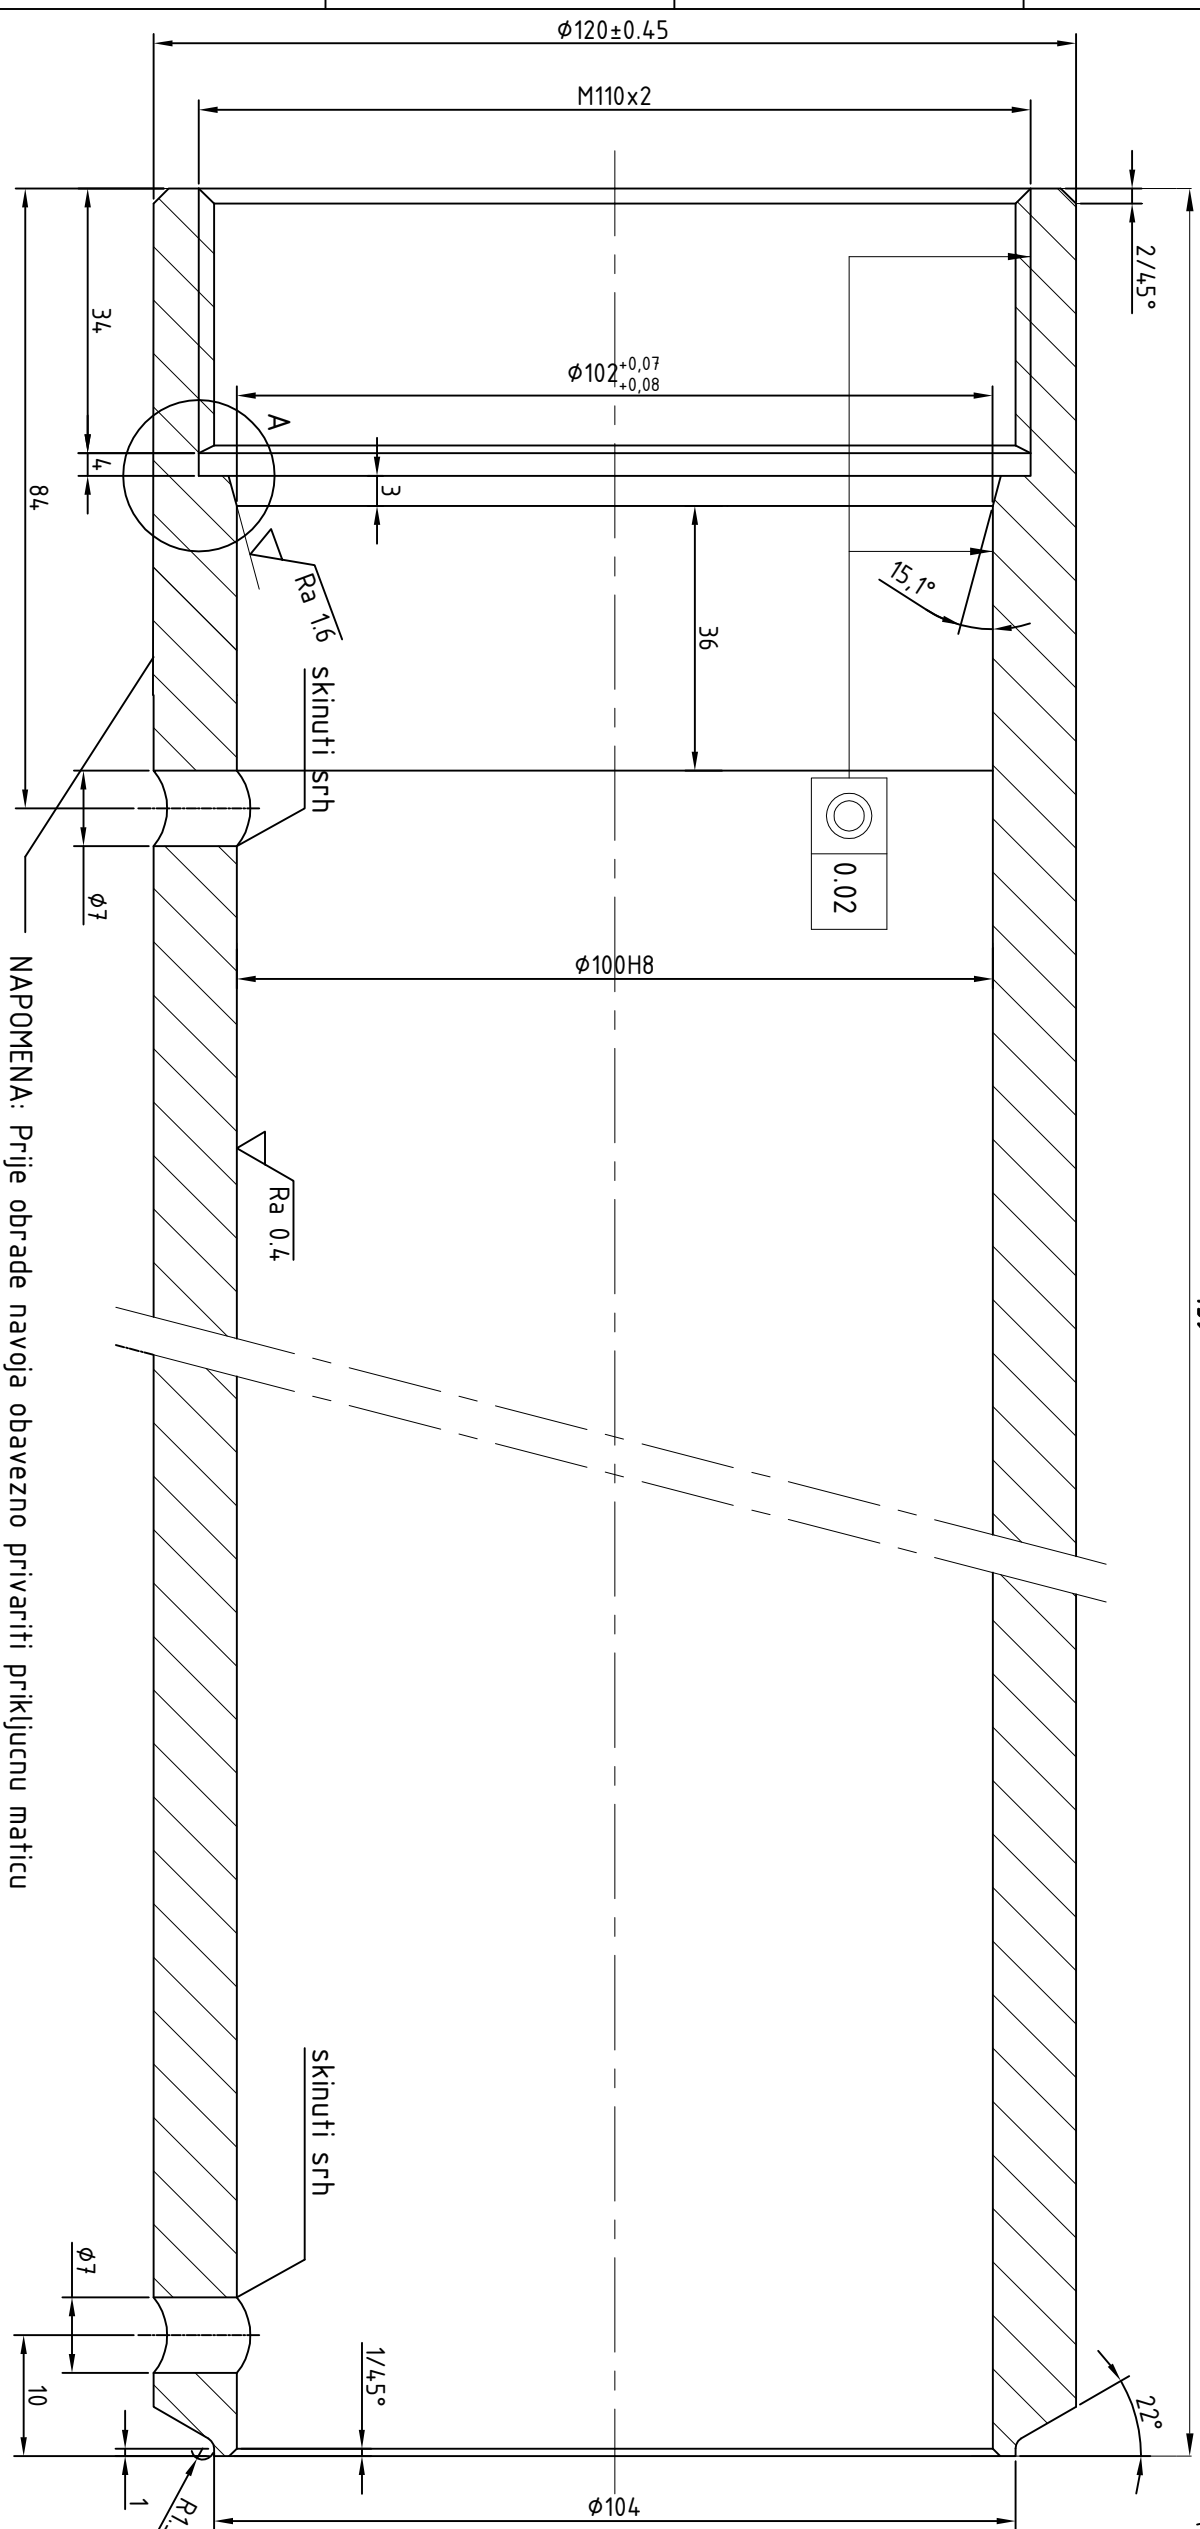 Φ120±0.45
M110x2
2/45°
34
Φ102 +0,07
+0,08
A
4
3
84
15,1°
Ra 1.6
36
skinuti srh
0.02
Φ7
Φ100H8
NAPOMENA: Prije obrade navoja obavezno privariti prikljucnu maticu
Ra 0.4
skinuti srh
Φ7
1/45°
22°
10
1
Φ104